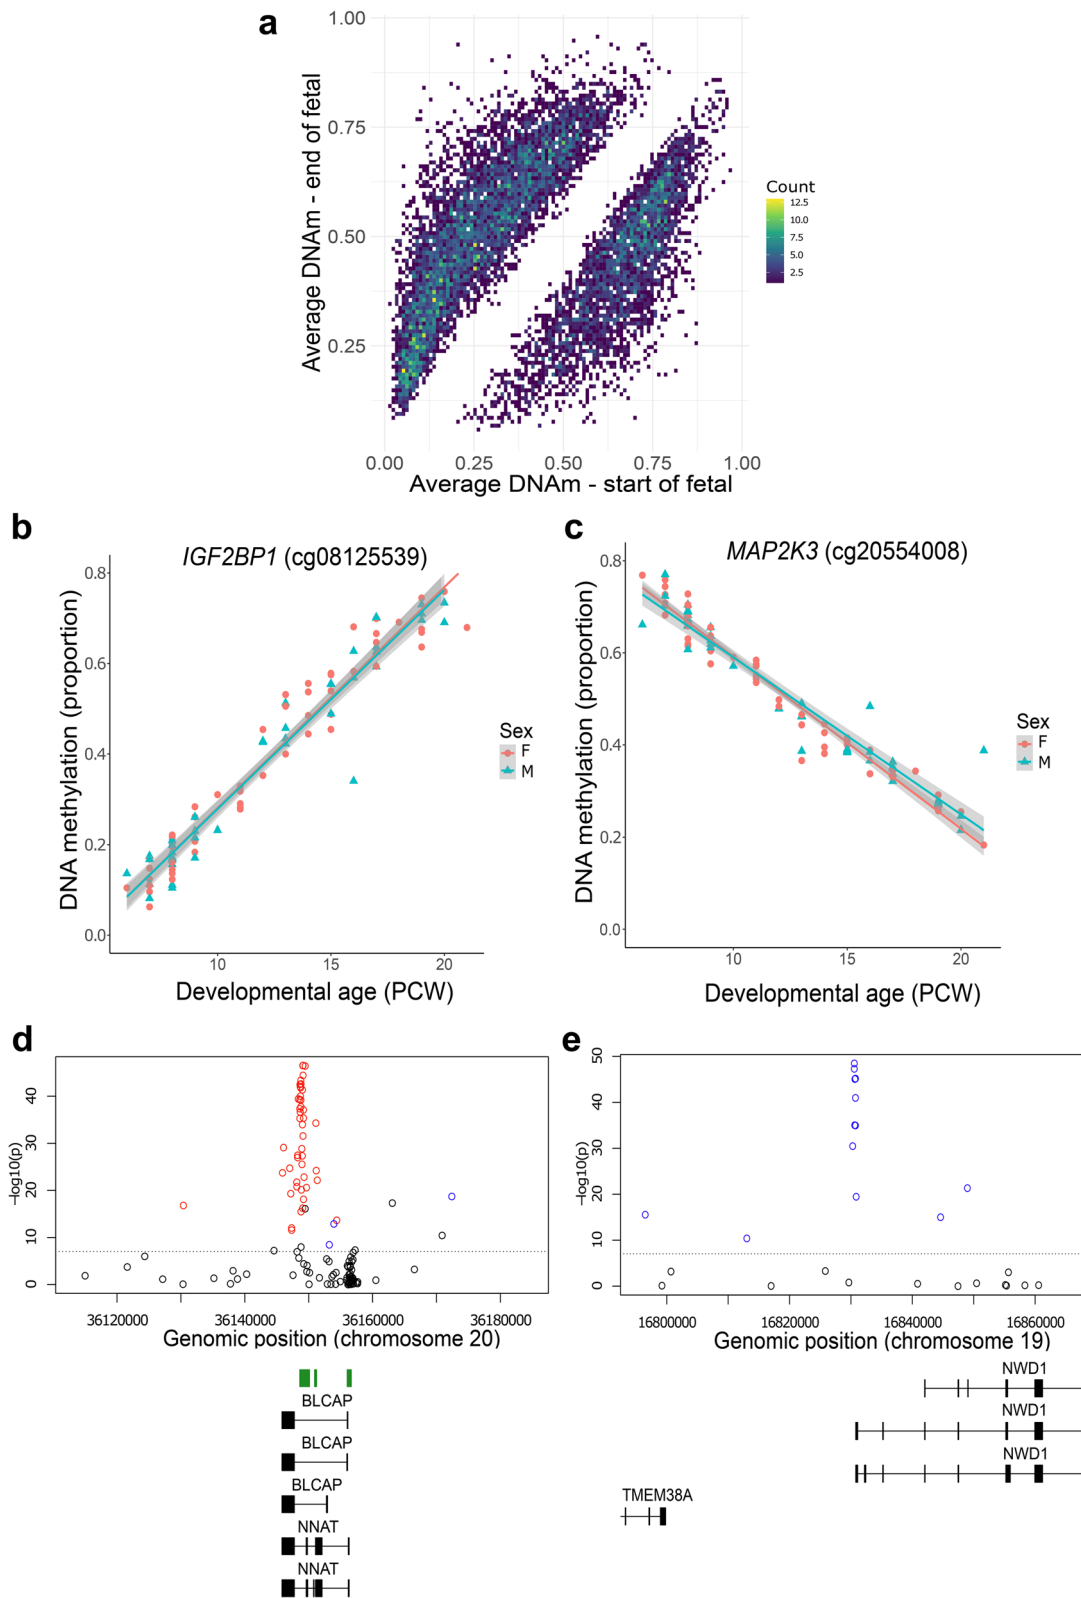 a
1.00
0.75
0.50
0.25
Average DNAm - end of fetal
0.00 0.25 0.50 0.75 1.00
Average DNAm - start of fetal
Count
12.5
10.0
7.5
5.0
2.5
b
IGF2BP1 (cg08125539)
0.8
0.6
0.4
0.2
0.0
DNA methylation (proportion)
10 15 20
Developmental age (PCW)
Sex
F
M
c
MAP2K3 (cg20554008)
0.8
0.6
0.4
0.2
0.0
DNA methylation (proportion)
10 15 20
Developmental age (PCW)
Sex
F
M
d
40
30
20
10
0
−log10(p)
36120000 36140000 36160000 36180000
Genomic position (chromosome 20)
BLCAP
BLCAP
BLCAP
NNAT
NNAT
e
50
40
30
20
10
0
−log10(p)
16800000 16820000 16840000 16860000
Genomic position (chromosome 19)
NWD1
NWD1
NWD1
TMEM38A